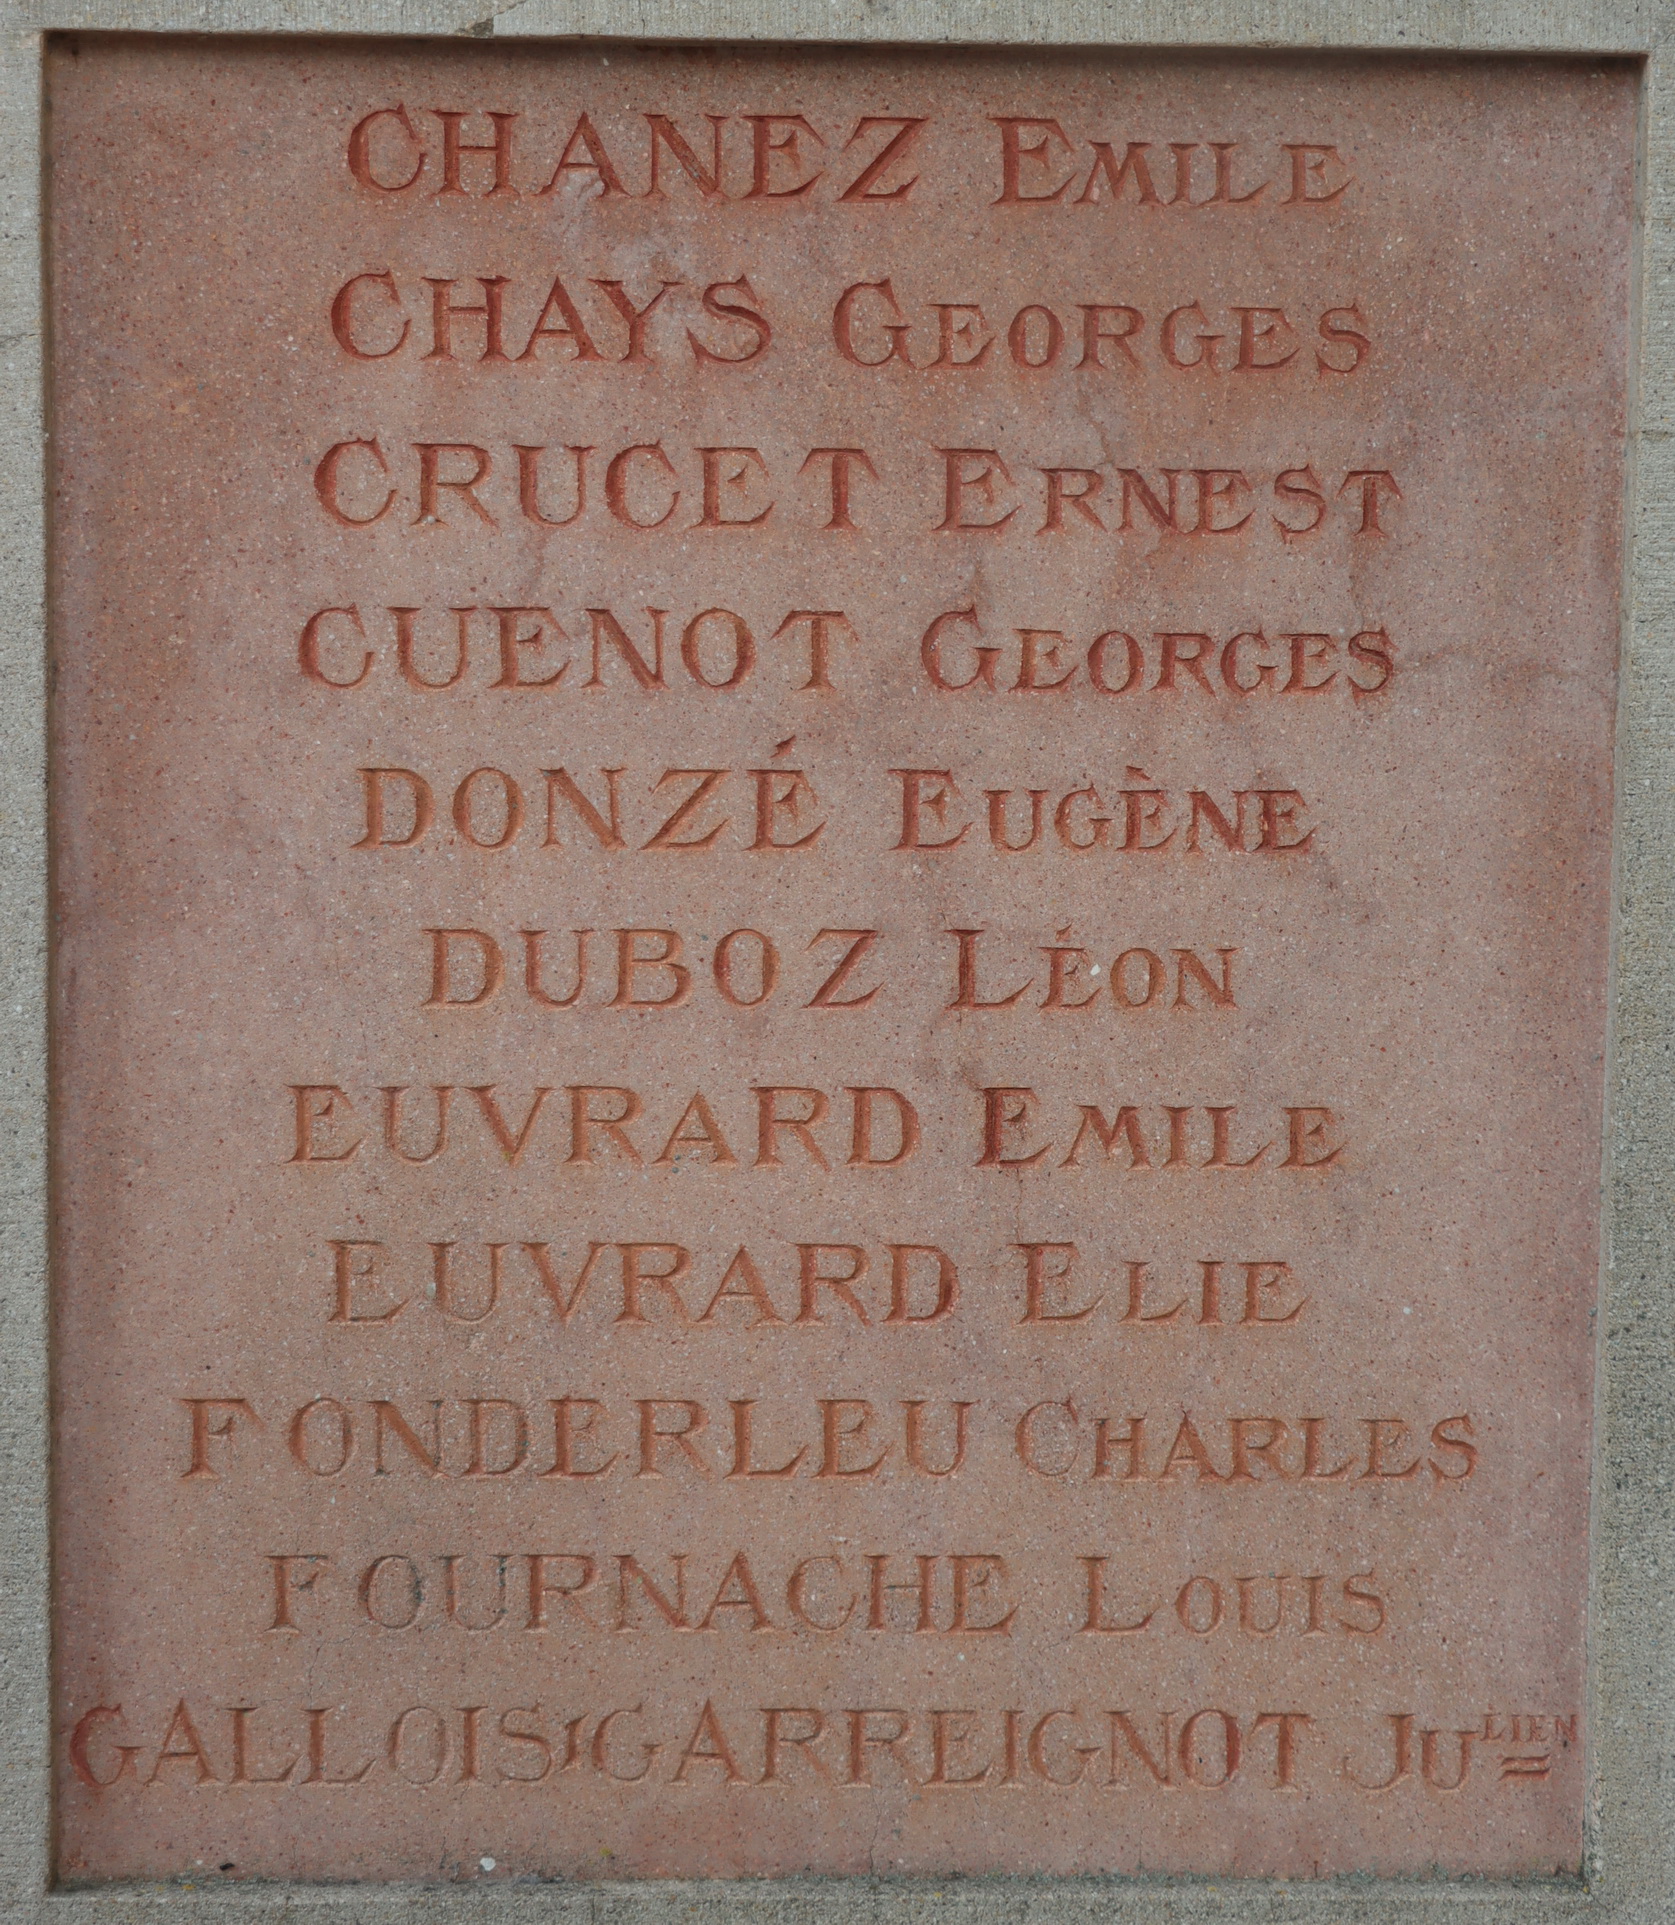 CHANEZ EMILE
CHAYS GEORGES
CRUCET ERNEST
CUENOT GEORGES
DONZÉ EUGÈNE
DUBOZ LÉON
EUVRARD EMILE
EUVRARD ELIE
FONDERLEU CHARLES
FOURNACHE LOUIS
GALLOIS-GARREIGNOT JULIEN